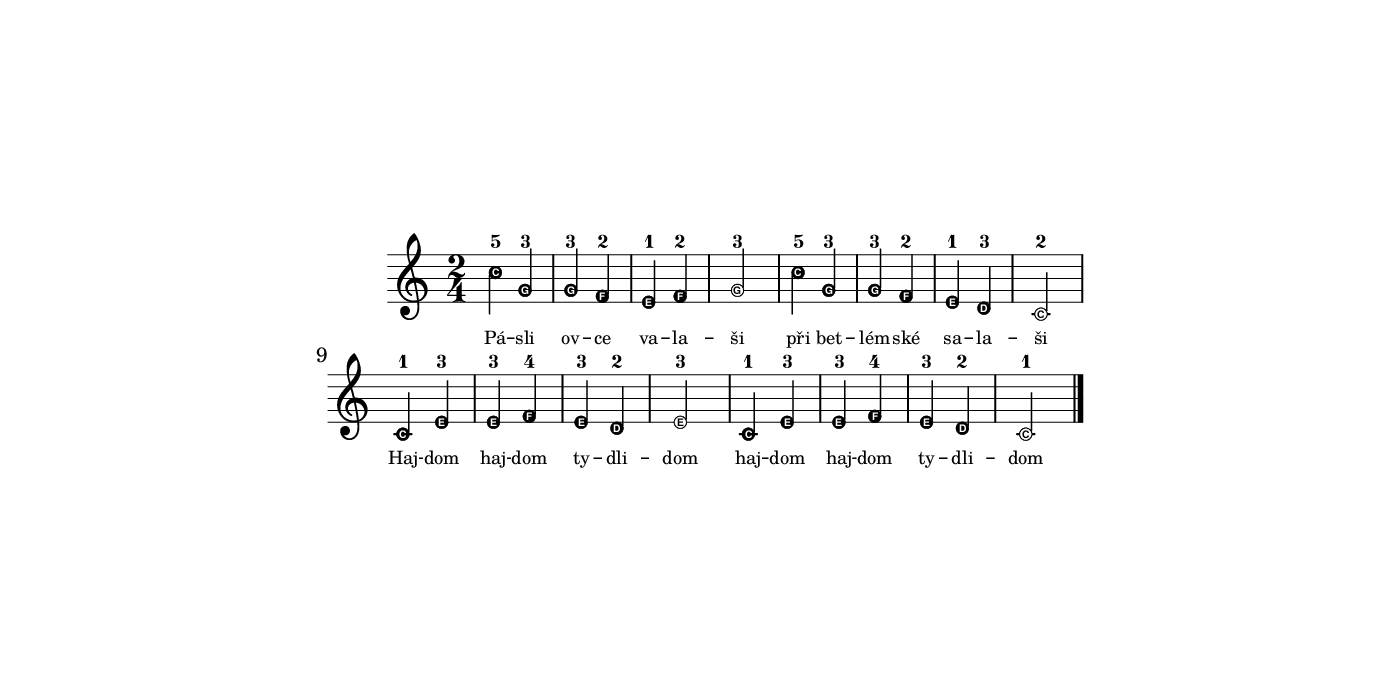 5 3 3 2 1 2 3 5 3 3 2 1 3 2
2 4
C G G F E F G C G G F E D C
Pá – sli ov – ce va – la – ši při bet – lém ské sa – la – ši
9
1 3 3 4 3 2 3 1 3 3 4 3 2 1
C E E F E D E C E E F E D C
Haj - dom haj - dom ty – dli – dom haj – dom haj - dom ty – dli – dom